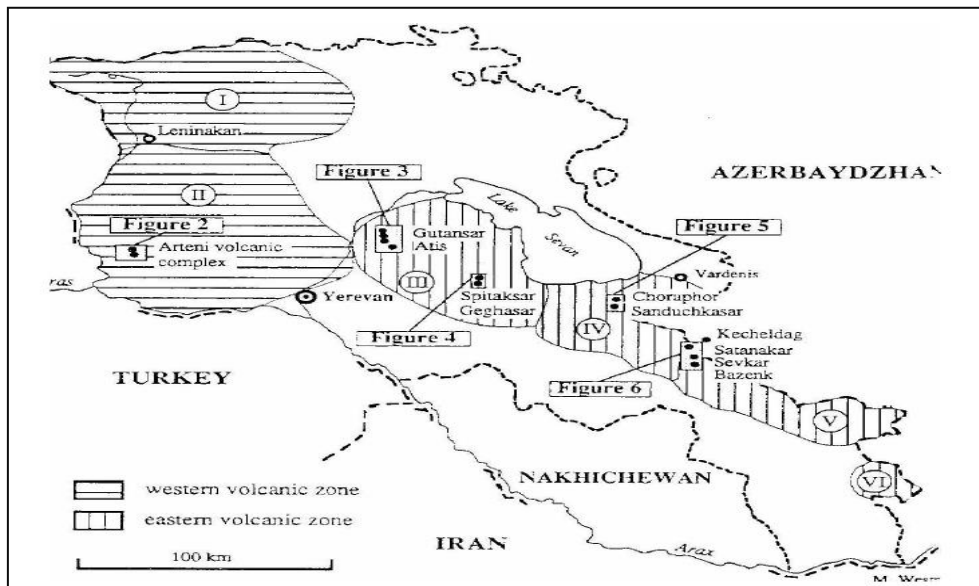 I
Leninakan
II
Figure 3
AZERBAYDZHAN
Lake
Sevan
Figure 2
Gutansar
Atis
Figure 5
Arteni volcanic
complex
III
Vardenis
Yerevan
Spitaksar
Geghasar
Choraphor
Sanduchkasar
IV
Figure 4
Kecheldag
Satanakar
Sevkar
Bazenk
TURKEY
Figure 6
V
NAKHICHEWAN
VI
western volcanic zone
eastern volcanic zone
IRAN
Arax
100 km